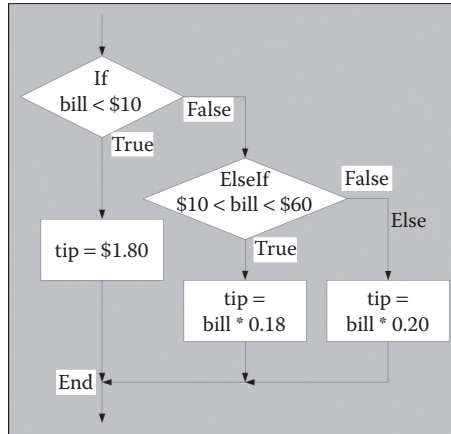 If
bill < $10
False
True
ElseIf
$10 < bill < $60
False
Else
True
tip = $1.80
tip =
bill * 0.18
tip =
bill * 0.20
End